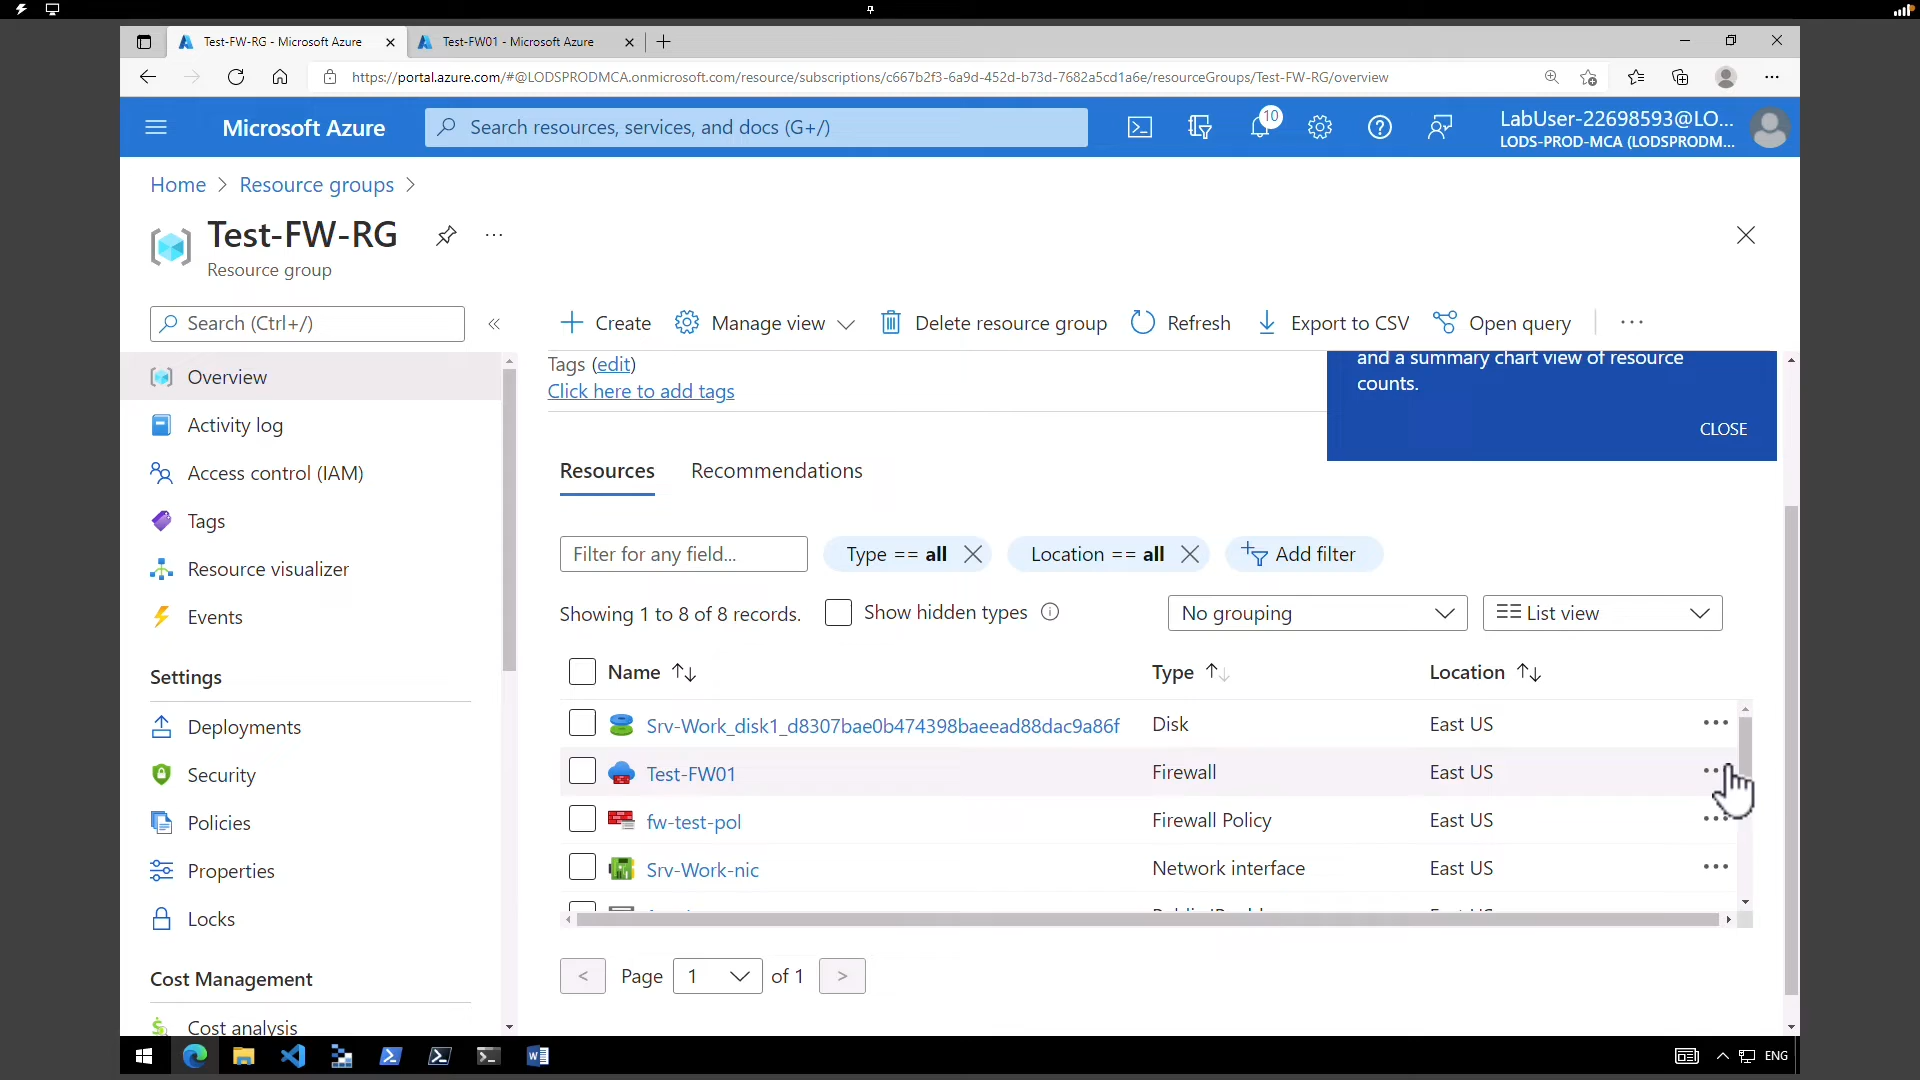 Test-FW-RG - Microsoft Azure
Test-FW01 - Microsoft Azure
https://portal.azure.com/#@LODSPRODMCA.onmicrosoft.com/resource/subscriptions/c667b2f3-6a9d-452d-b73d-7682a5cd1a6e/resourceGroups/Test-FW-RG/overview
Microsoft Azure
Search resources, services, and docs (G+/)
10
LabUser-22698593@LO...
LODS-PROD-MCA (LODSPRODM...
Home > Resource groups >
Test-FW-RG
Resource group
Search (Ctrl+/)
Create
Manage view
Delete resource group
Refresh
Export to CSV
Open query
Overview
Activity log
Access control (IAM)
Tags
Resource visualizer
Events
Settings
Deployments
Security
Policies
Properties
Locks
Cost Management
Cost analysis
Tags (edit)
Click here to add tags
and a summary chart view of resource
counts.
CLOSE
Resources
Recommendations
Filter for any field...
Type == all
Location == all
Add filter
Showing 1 to 8 of 8 records.
Show hidden types
No grouping
List view
Name Type Location
Srv-Work_disk1_d8307bae0b474398baeead88dac9a86f Disk East US
Test-FW01 Firewall East US
fw-test-pol Firewall Policy East US
Srv-Work-nic Network interface East US
< Page 1 of 1 >
ENG